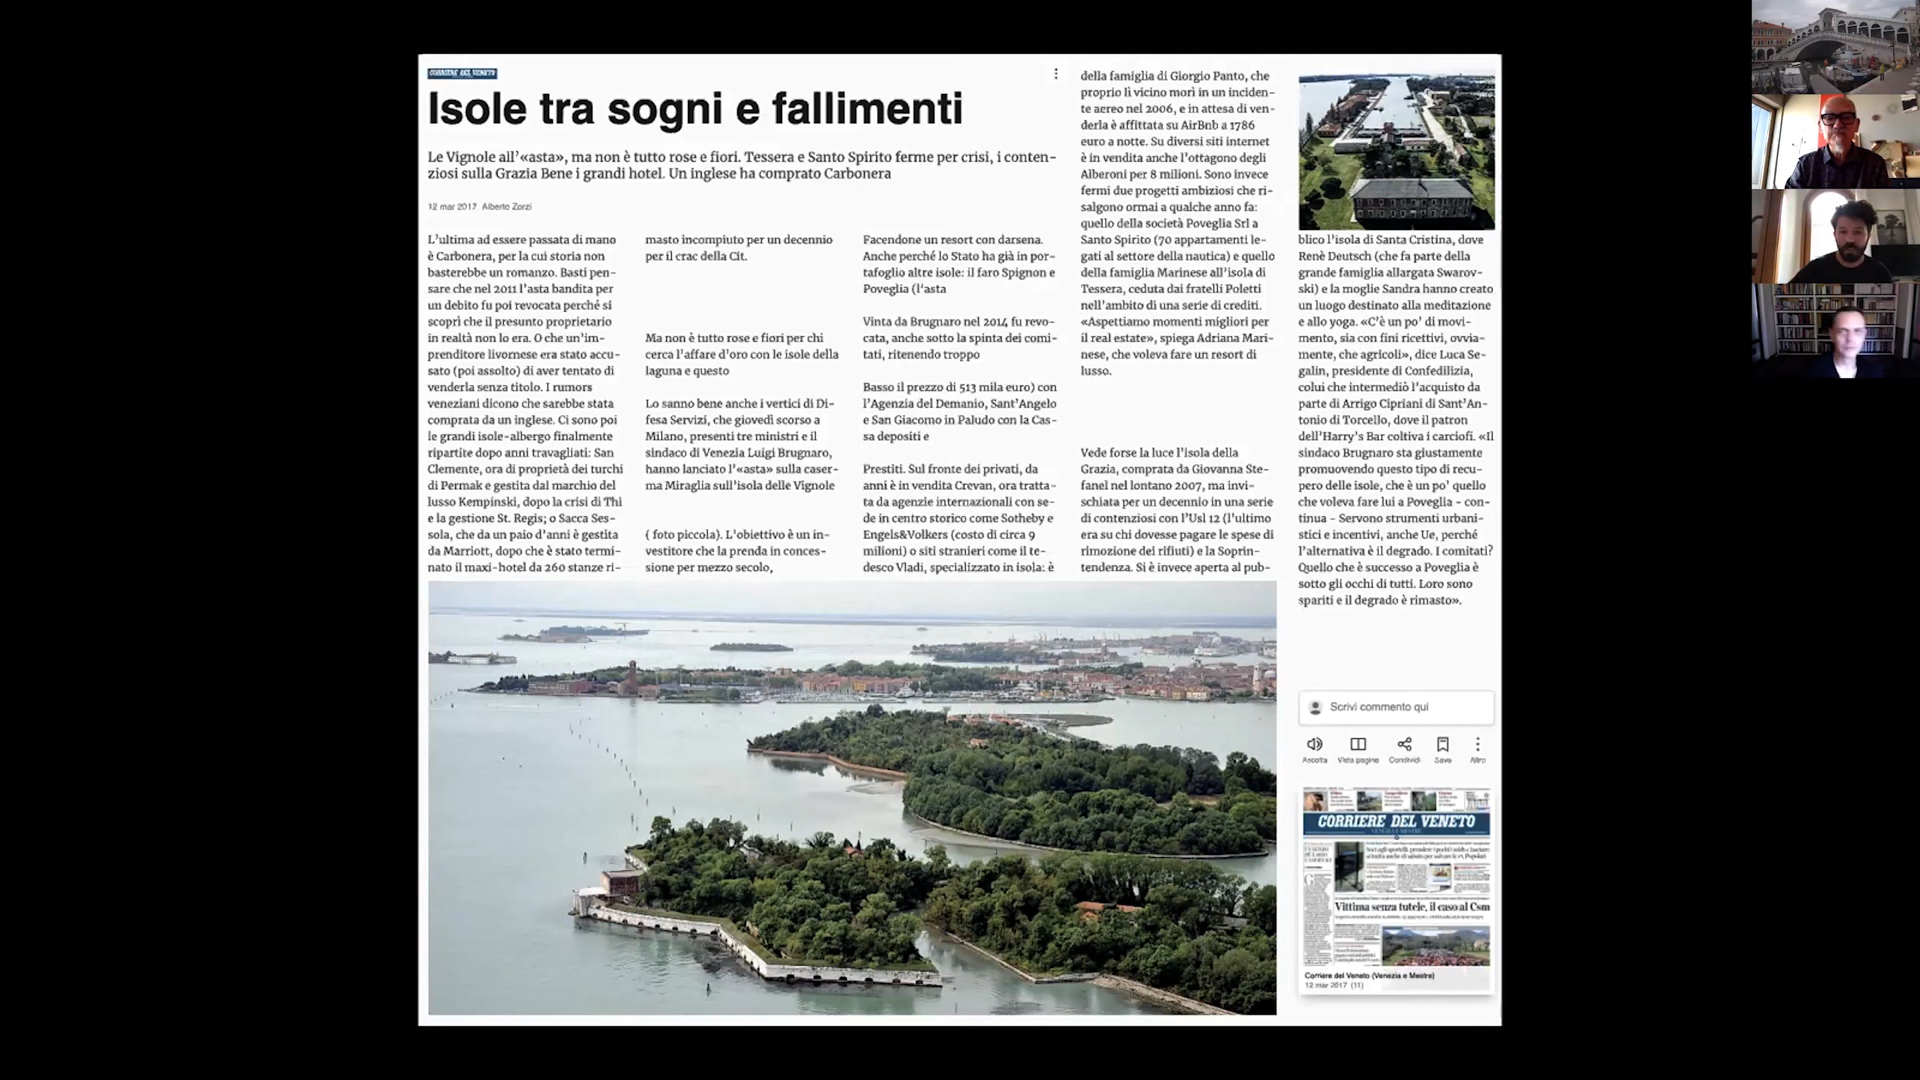 CORRIERE DEL VENETO
Isole tra sogni e fallimenti
Le Vignole all'«asta», ma non è tutto rose e fiori. Tessera e Santo Spirito ferme per crisi, i conten-
ziosi sulla Grazia Bene i grandi hotel. Un inglese ha comprato Carbonera
12 mar 2017 Alberto Zorzi
L'ultima ad essere passata di mano
è Carbonera, per la cui storia non
basterebbe un romanzo. Basti pen-
sare che nel 2011 l'asta bandita per
un debito fu poi revocata perché si
scoprì che il presunto proprietario
in realtà non lo era. O che un'im-
prenditore livornese era stato accu-
sato (poi assolto) di aver tentato di
venderla senza titolo. I rumors
veneziani dicono che sarebbe stata
comprata da un inglese. Ci sono poi
le grandi isole-albergo finalmente
ripartite dopo anni travagliati: San
Clemente, ora di proprietà dei turchi
di Permak e gestita dal marchio del
lusso Kempinski, dopo la crisi di Thi
e la gestione St. Regis; o Sacca Ses-
sola, che da un paio d'anni è gestita
da Marriott, dopo che è stato termi-
nato il maxi-hotel da 260 stanze ri-
masto incompiuto per un decennio
per il crac della Cit.
Ma non è tutto rose e fiori per chi
cerca l'affare d'oro con le isole della
laguna e questo
Lo sanno bene anche i vertici di Di-
fesa Servizi, che giovedì scorso a
Milano, presenti tre ministri e il
sindaco di Venezia Luigi Brugnaro,
hanno lanciato l'«asta» sulla caser-
ma Miraglia sull'isola delle Vignole
( foto piccola). L'obiettivo è un in-
vestitore che la prenda in conces-
sione per mezzo secolo,
Facendone un resort con darsena.
Anche perché lo Stato ha già in por-
tafoglio altre isole: il faro Spignon e
Poveglia (l'asta
Vinta da Brugnaro nel 2014 fu revo-
cata, anche sotto la spinta dei comi-
tati, ritenendo troppo
Basso il prezzo di 513 mila euro) con
l'Agenzia del Demanio, Sant'Angelo
e San Giacomo in Paludo con la Cas-
sa depositi e
Prestiti. Sul fronte dei privati, da
anni è in vendita Crevan, ora tratta-
ta da agenzie internazionali con se-
de in centro storico come Sotheby e
Engels&Volkers (costo di circa 9
milioni) o siti stranieri come il te-
desco Vladi, specializzato in isola: è
della famiglia di Giorgio Panto, che
proprio lì vicino morì in un inciden-
te aereo nel 2006, e in attesa di ven-
derla è affittata su AirBnb a 1786
euro a notte. Su diversi siti internet
è in vendita anche l'ottagono degli
Alberoni per 8 milioni. Sono invece
fermi due progetti ambiziosi che ri-
salgono ormai a qualche anno fa:
quello della società Poveglia Srl a
Santo Spirito (70 appartamenti le-
gati al settore della nautica) e quello
della famiglia Marinese all'isola di
Tessera, ceduta dai fratelli Poletti
nell'ambito di una serie di crediti.
«Aspettiamo momenti migliori per
il real estate», spiega Adriana Mari-
nese, che voleva fare un resort di
lusso.
Vede forse la luce l'isola della
Grazia, comprata da Giovanna Ste-
fanel nel lontano 2007, ma invi-
schiata per un decennio in una serie
di contenziosi con l'Usl 12 (l'ultimo
era su chi dovesse pagare le spese di
rimozione del rifiuti) e la Soprin-
tendenza. Si è invece aperta al pub-
blico l'isola di Santa Cristina, dove
Renè Deutsch (che fa parte della
grande famiglia allargata Swarov-
ski) e la moglie Sandra hanno creato
un luogo destinato alla meditazione
e allo yoga. «C'è un po' di movi-
mento, sia con fini ricettivi, ovvia-
mente, che agricoli», dice Luca Se-
galin, presidente di Confedilizia,
colui che intermediò l'acquisto da
parte di Arrigo Cipriani di Sant'An-
tonio di Torcello, dove il patron
dell'Harry's Bar coltiva i carciofi. «Il
sindaco Brugnaro sta giustamente
promuovendo questo tipo di recu-
pero delle isole, che è un po' quello
che voleva fare lui a Poveglia - con-
tinua - Servono strumenti urbani-
stici e incentivi, anche Ue, perché
l'alternativa è il degrado. I comitati?
Quello che è successo a Poveglia è
sotto gli occhi di tutti. Loro sono
spariti e il degrado è rimasto».
Scrivi commento qui
Ascolta Vista pagine Condividi Save Altro
CORRIERE DEL VENETO
VENEZIA E MESTRE
Vittima senza tutele, il caso al Csm
Corriere del Veneto (Venezia e Mestre)
12 mar 2017 (11)